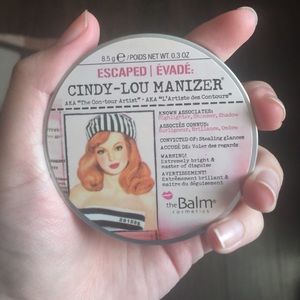 8.5 g ℮/POIDS NET WT. 0.3 OZ.
ESCAPED | ÉVADÉ:
CINDY-LOU MANIZER®
AKA "The Con-tour Artist" - AKA "L'Artiste des Contours"
KNOWN ASSOCIATES:
Highlighter, Shimmer, Shadow
ASSOCIÉS CONNUS:
Surligneur, Brillance, Ombre
CONVICTED OF: Stealing glances
ACCUSÉ DE: Voler des regards
WARNING!
Extremely bright &
master of disguise
AVERTISSEMENT!
Extrêmement brillant &
maître du déguisement
theBalm®
cosmetics